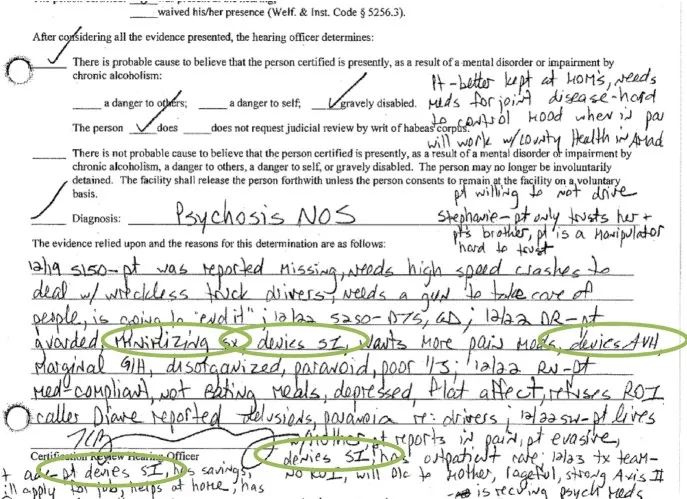 waived his/her presence (Welf. & Inst. Code § 5256.3).
After considering all the evidence presented, the hearing officer determines:
There is probable cause to believe that the person certified is presently, as a result of a mental disorder or impairment by
chronic alcoholism:
Pt - better kept at MOM's, needs
a danger to others; a danger to self; gravely disabled. Meds for joint disease - hard
to control mood when in pa
The person does does not request judicial review by writ of habeas corpus.
will work w/County Health in
There is not probable cause to believe that the person certified is presently, as a result of a mental disorder or impairment by
chronic alcoholism, a danger to others, a danger to self, or gravely disabled. The person may no longer be involuntarily
detained. The facility shall release the person forthwith unless the person consents to remain at the facility on a voluntary
basis.
pt willing to not drive
Diagnosis: Psychosis NOS
Stephanie - pt only trusts her +
pt's brother, pt is a Manipulator
The evidence relied upon and the reasons for this determination are as follows:
hard to trust
12/19 5150 - pt was reported missing, needs high speed crashes to
deal w/ wreckless truck drivers, needs a gun to take care of
people, is going to "end it"; 12/22 5250 - DTS, GD; 12/22 DR - pt
guarded, Minimizing sx, denies SI, wants more pain meds, denies AVH,
Marginal G/H, disorganized, paranoid, poor I/J; 12/22 RN - pt
med-compliant, not eating meals, depressed, flat affect, refuses ROI
caller Diane reported delusions, paranoia re: drivers; 12/22 SW - pt lives
w/Mother, pt reports in pain, pt evasive,
Certification Review Hearing Officer
denies SI, has outpatient care; 12/23 tx team -
pt denies SI, has savings, No ROI, will D/c to Mother, rageful, strong Axis II
apply for job, helps at home, has
is receiving psych meds